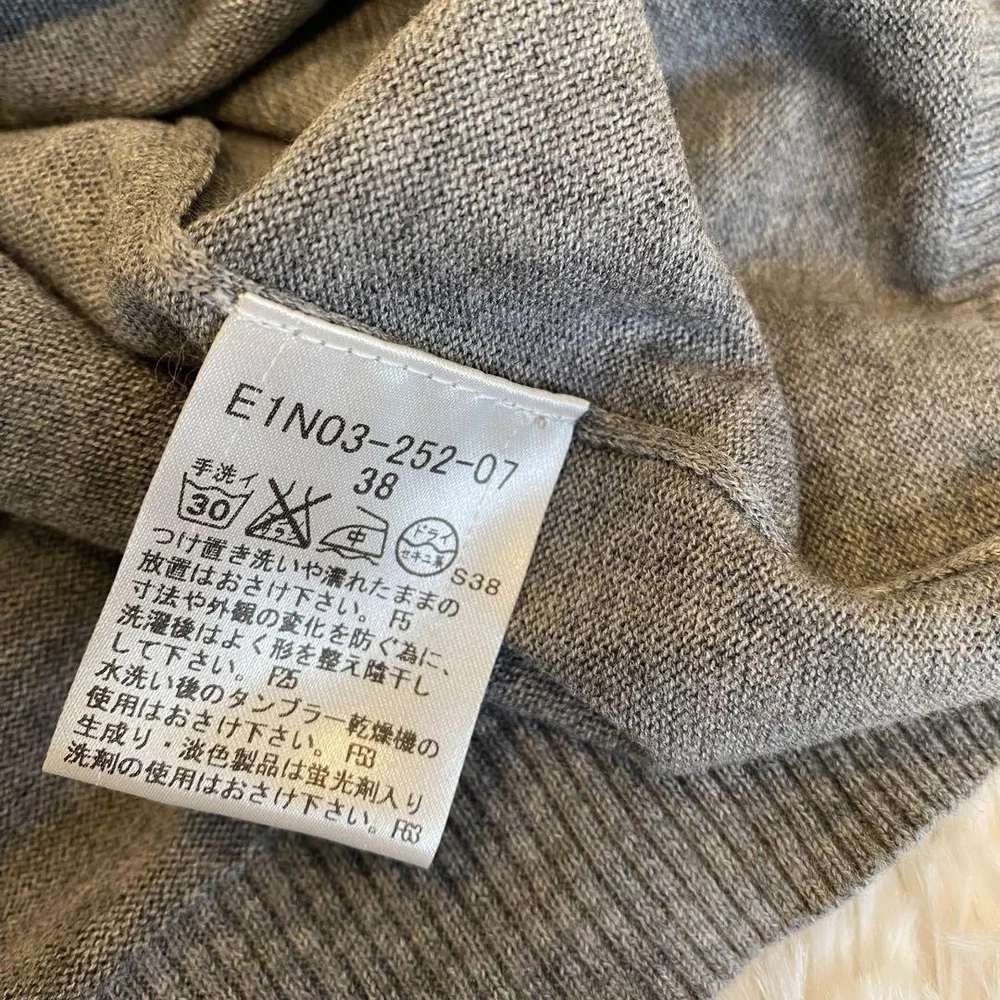 E1N03-252-07
38
手洗イ
30 エンソサラシ 中 ドライ セキユ系
S38
つけ置き洗いや濡れたままの
放置はおさけ下さい。 F5
寸法や外観の変化を防ぐ為に、
洗濯後はよく形を整え陰干し
して下さい。 F25
水洗い後のタンブラー乾燥機の
使用はおさけ下さい。 F53
生成り・淡色製品は蛍光剤入り
洗剤の使用はおさけ下さい。 F63